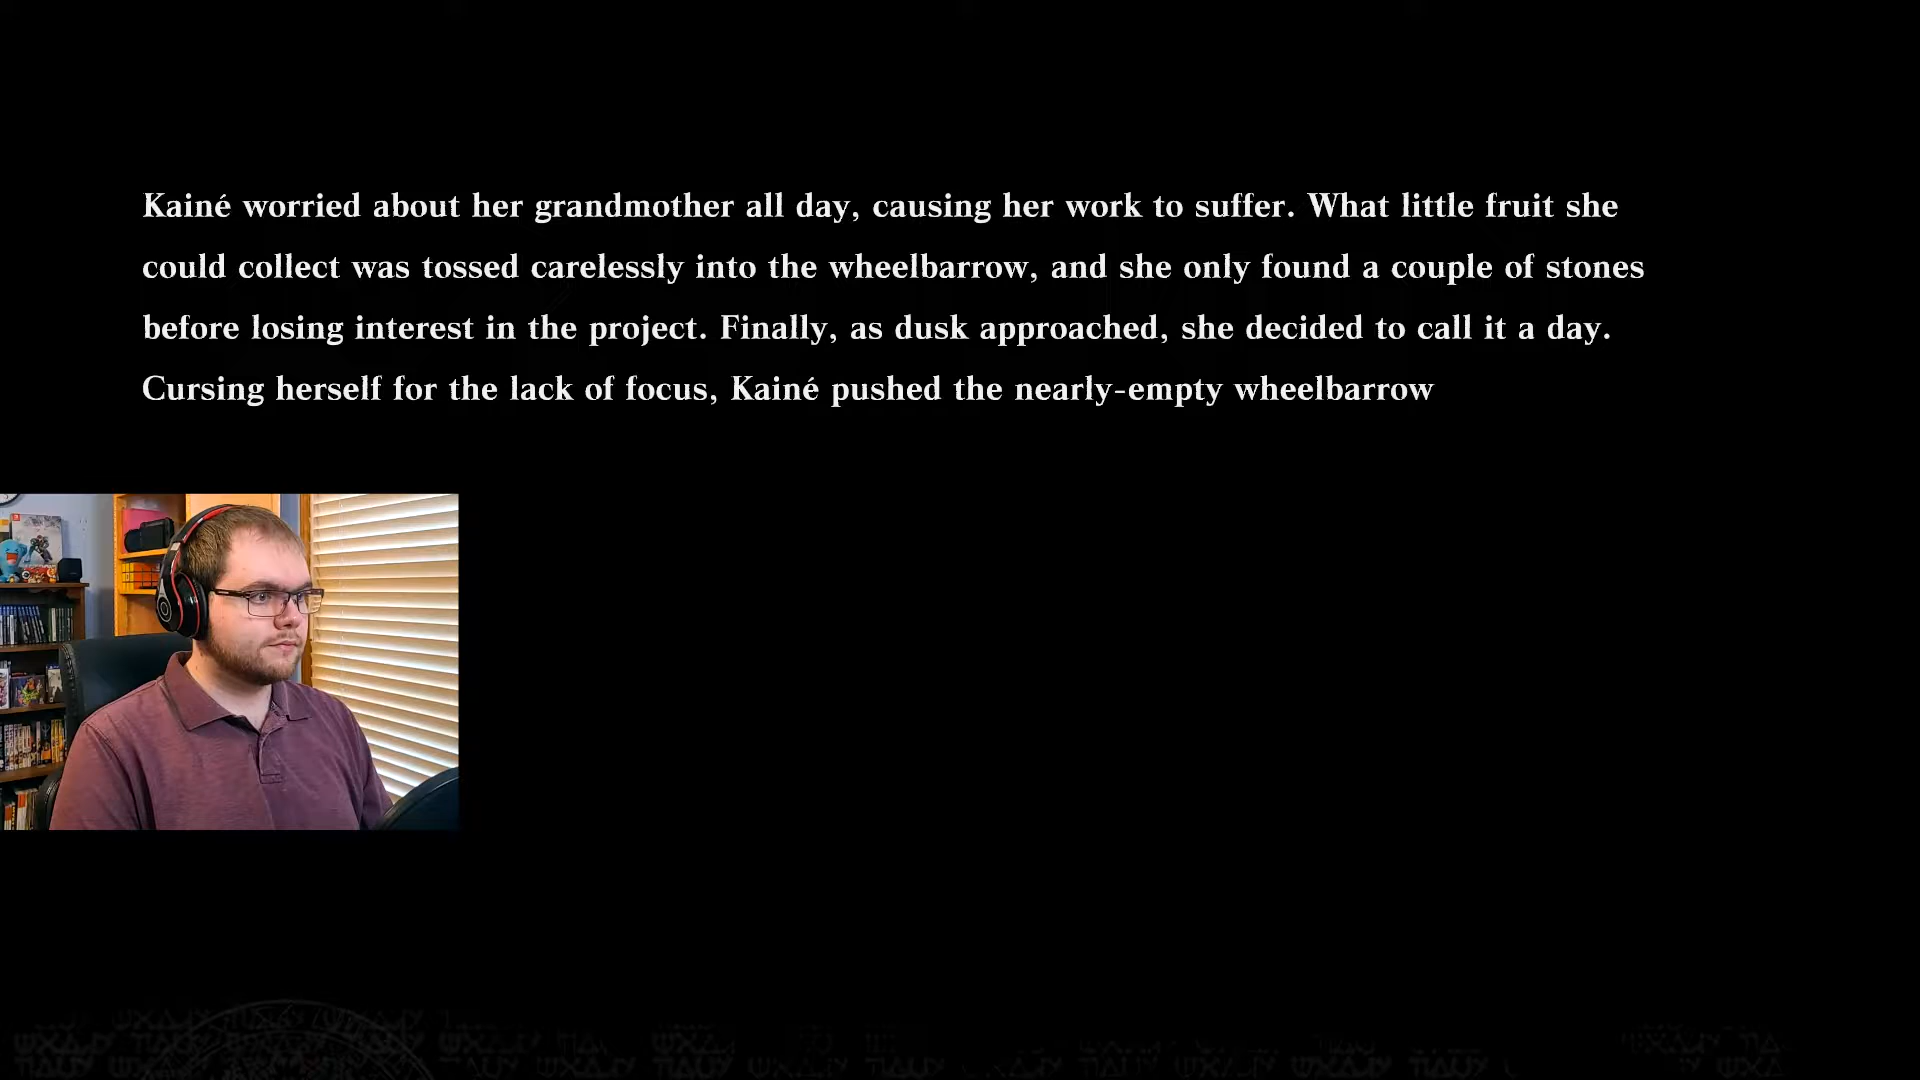 Kainé worried about her grandmother all day, causing her work to suffer. What little fruit she
could collect was tossed carelessly into the wheelbarrow, and she only found a couple of stones
before losing interest in the project. Finally, as dusk approached, she decided to call it a day.
Cursing herself for the lack of focus, Kainé pushed the nearly-empty wheelbarrow